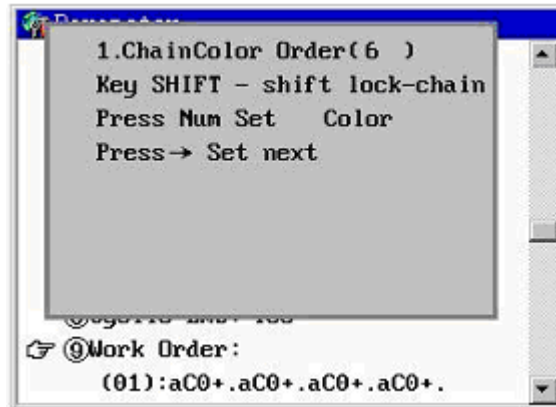 1.ChainColor Order(6 )
Key SHIFT - shift lock-chain
Press Num Set Color
Press→ Set next
⑨Work Order:
(01):aC0+.aC0+.aC0+.aC0+.